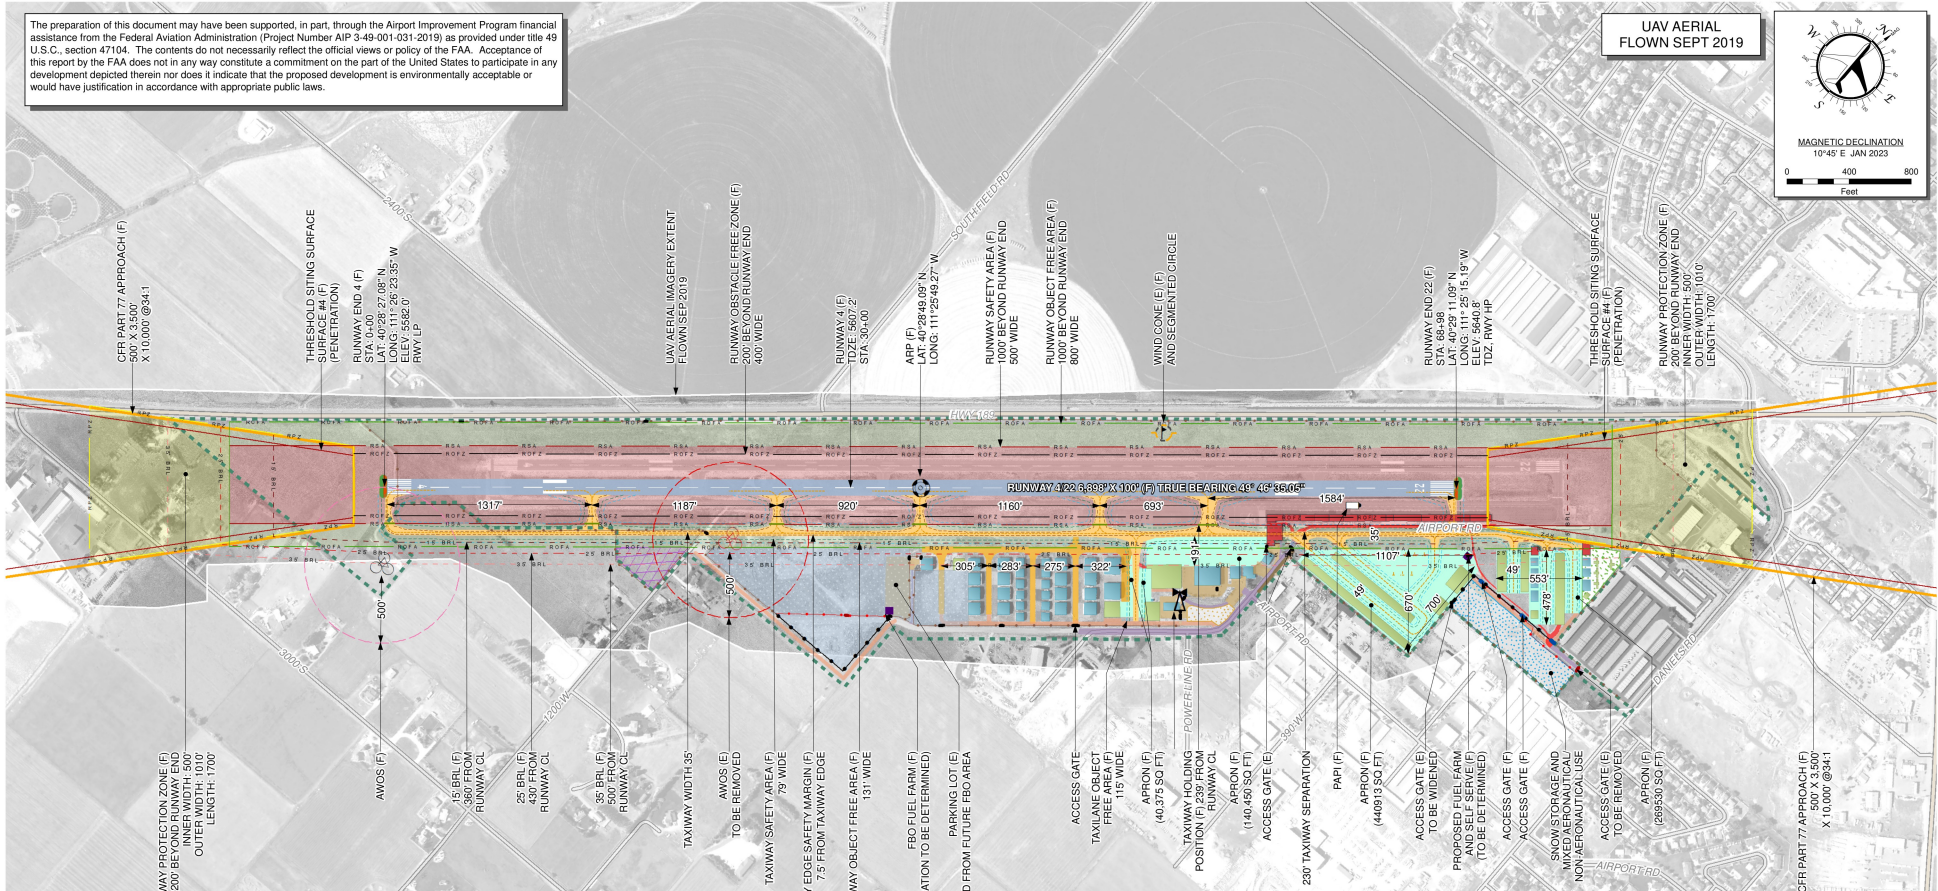 The preparation of this document may have been supported, in part, through the Airport Improvement Program financial
assistance from the Federal Aviation Administration (Project Number AIP 3-49-001-031-2019) as provided under title 49
U.S.C., section 47104. The contents do not necessarily reflect the official views or policy of the FAA. Acceptance of
this report by the FAA does not in any way constitute a commitment on the part of the United States to participate in any
development depicted therein nor does it indicate that the proposed development is environmentally acceptable or
would have justification in accordance with appropriate public laws.
UAV AERIAL
FLOWN SEPT 2019
N
W
E
S
MAGNETIC DECLINATION
10°45' E JAN 2023
0 400 800
Feet
2400 S
SOUTH FIELD RD
CFR PART 77 APPROACH (F)
500' X 3,500'
X 10,000' @34:1
THRESHOLD SITING SURFACE
SURFACE #4 (F)
(PENETRATION)
RUNWAY END 4 (F)
STA: 0+00
LAT: 40°28' 27.08" N
LONG: 111° 26' 23.35" W
ELEV: 5582.0'
RWY LP
UAV AERIAL IMAGERY EXTENT
FLOWN SEP 2019
RUNWAY OBSTACLE FREE ZONE (F)
200' BEYOND RUNWAY END
400' WIDE
RUNWAY 4 (F)
TDZE: 5607.2'
STA: 30+00
ARP (F)
LAT: 40°28'49.09" N
LONG: 111°25'49.27" W
RUNWAY SAFETY AREA (F)
1000' BEYOND RUNWAY END
500' WIDE
RUNWAY OBJECT FREE AREA (F)
1000' BEYOND RUNWAY END
800' WIDE
WIND CONE (E) (F)
AND SEGMENTED CIRCLE
RUNWAY END 22 (F)
STA: 68+98
LAT: 40°29' 11.09" N
LONG: 111° 25' 15.19" W
ELEV: 5640.8'
TDZ, RWY HP
THRESHOLD SITING SURFACE
SURFACE #4 (F)
(PENETRATION)
RUNWAY PROTECTION ZONE (F)
200' BEYOND RUNWAY END
INNER WIDTH: 500'
OUTER WIDTH: 1010'
LENGTH: 1700'
HWY 189
RPZ
ROFA
RSA
ROFZ
15' BRL
25' BRL
35' BRL
4
22
RUNWAY 4/22 6,898' X 100' (F) TRUE BEARING 49° 46' 35.05"
1317' 1187' 920' 1160' 693' 1584'
AIRPORT RD
191'
35'
1107'
305' 283' 275' 322'
500'
500'
49'
670'
700'
49'
553'
478'
3000 S
1200 W
POWER LINE RD
AIRPORT RD
390 W
DANIELS RD
AIRPORT RD
WAY PROTECTION ZONE (F)
200' BEYOND RUNWAY END
INNER WIDTH: 500'
OUTER WIDTH: 1010'
LENGTH: 1700'
AWOS (F)
15' BRL (F)
360' FROM
RUNWAY CL
25' BRL (F)
430' FROM
RUNWAY CL
35' BRL (F)
500' FROM
RUNWAY CL
TAXIWAY WIDTH 35'
AWOS (E)
TO BE REMOVED
TAXIWAY SAFETY AREA (F)
79' WIDE
Y EDGE SAFETY MARGIN (F)
7.5' FROM TAXIWAY EDGE
WAY OBJECT FREE AREA (F)
131' WIDE
FBO FUEL FARM (F)
ATION TO BE DETERMINED)
PARKING LOT (E)
D FROM FUTURE FBO AREA
ACCESS GATE
TAXILANE OBJECT
FREE AREA (F)
115' WIDE
APRON (F)
(40,375 SQ FT)
TAXIWAY HOLDING
POSITION (F) 239' FROM
RUNWAY CL
APRON (F)
(140,450 SQ FT)
ACCESS GATE (E)
230' TAXIWAY SEPARATION
PAPI (F)
APRON (F)
(440913 SQ FT)
ACCESS GATE (E)
TO BE WIDENED
PROPOSED FUEL FARM
AND SELF SERVE (F)
(TO BE DETERMINED)
ACCESS GATE (F)
ACCESS GATE (F)
SNOW STORAGE AND
MIXED AERONAUTICAL/
NON-AERONAUTICAL USE
ACCESS GATE (E)
TO BE REMOVED
APRON (F)
(269530 SQ FT)
CFR PART 77 APPROACH (F)
500' X 3,500'
X 10,000' @34:1